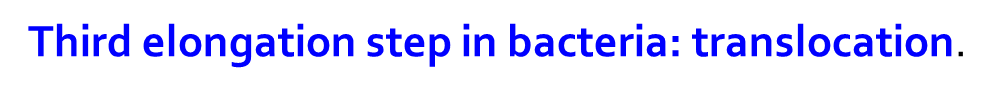 Third elongation step in bacteria: translocation.